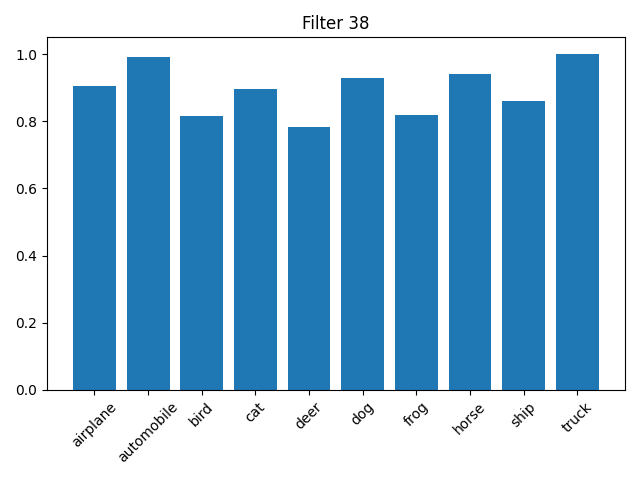 Filter 38
1.0
0.8
0.6
0.4
0.2
0.0
airplane
automobile
bird
cat
deer
dog
frog
horse
ship
truck